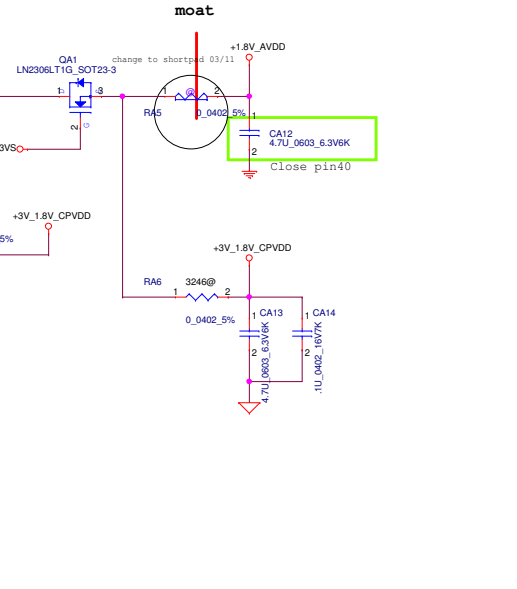 moat
QA1
LN2306LT1G_SOT23-3
change to shortpad 03/11
+1.8V_AVDD
1
3
1
2
@
RA5
0_0402_5%
2
G
3VS
1
CA12
4.7U_0603_6.3V6K
2
Close pin40
+3V_1.8V_CPVDD
5%
+3V_1.8V_CPVDD
RA6
3246@
1
2
0_0402_5%
1
CA13
4.7U_0603_6.3V6K
2
1
CA14
.1U_0402_16V7K
2